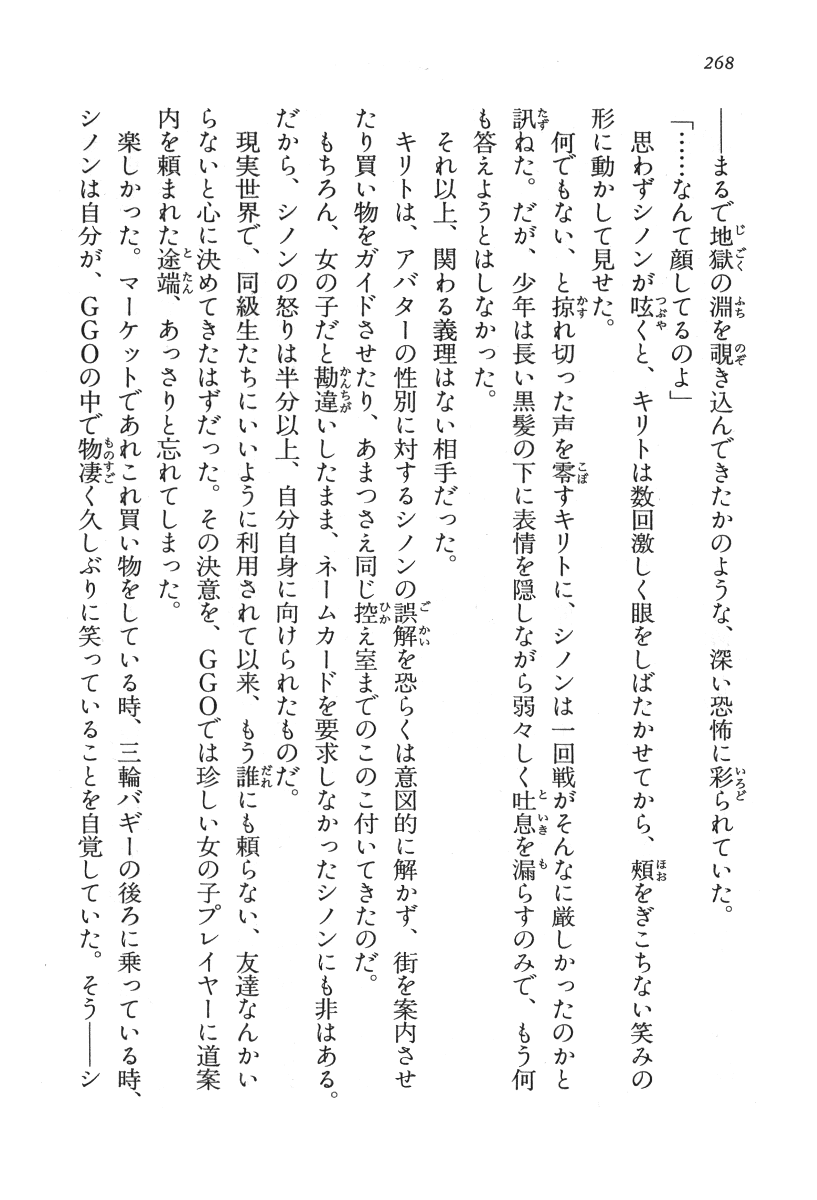 268
――まるで地獄の淵を覗き込んできたかのような、深い恐怖に彩られていた。
「……なんて顔してるのよ」
思わずシノンが呟くと、キリトは数回激しく眼をしばたかせてから、頬をぎこちない笑みの
形に動かして見せた。
何でもない、と掠れ切った声を零すキリトに、シノンは一回戦がそんなに厳しかったのかと
訊ねた。だが、少年は長い黒髪の下に表情を隠しながら弱々しく吐息を漏らすのみで、もう何
も答えようとはしなかった。
それ以上、関わる義理はない相手だった。
キリトは、アバターの性別に対するシノンの誤解を恐らくは意図的に解かず、街を案内させ
たり買い物をガイドさせたり、あまつさえ同じ控え室までのこのこ付いてきたのだ。
もちろん、女の子だと勘違いしたまま、ネームカードを要求しなかったシノンにも非はある。
だから、シノンの怒りは半分以上、自分自身に向けられたものだ。
現実世界で、同級生たちにいいように利用されて以来、もう誰にも頼らない、友達なんかい
らないと心に決めてきたはずだった。その決意を、GGOでは珍しい女の子プレイヤーに道案
内を頼まれた途端、あっさりと忘れてしまった。
楽しかった。マーケットであれこれ買い物をしている時、三輪バギーの後ろに乗っている時、
シノンは自分が、GGOの中で物凄く久しぶりに笑っていることを自覚していた。そう――シ